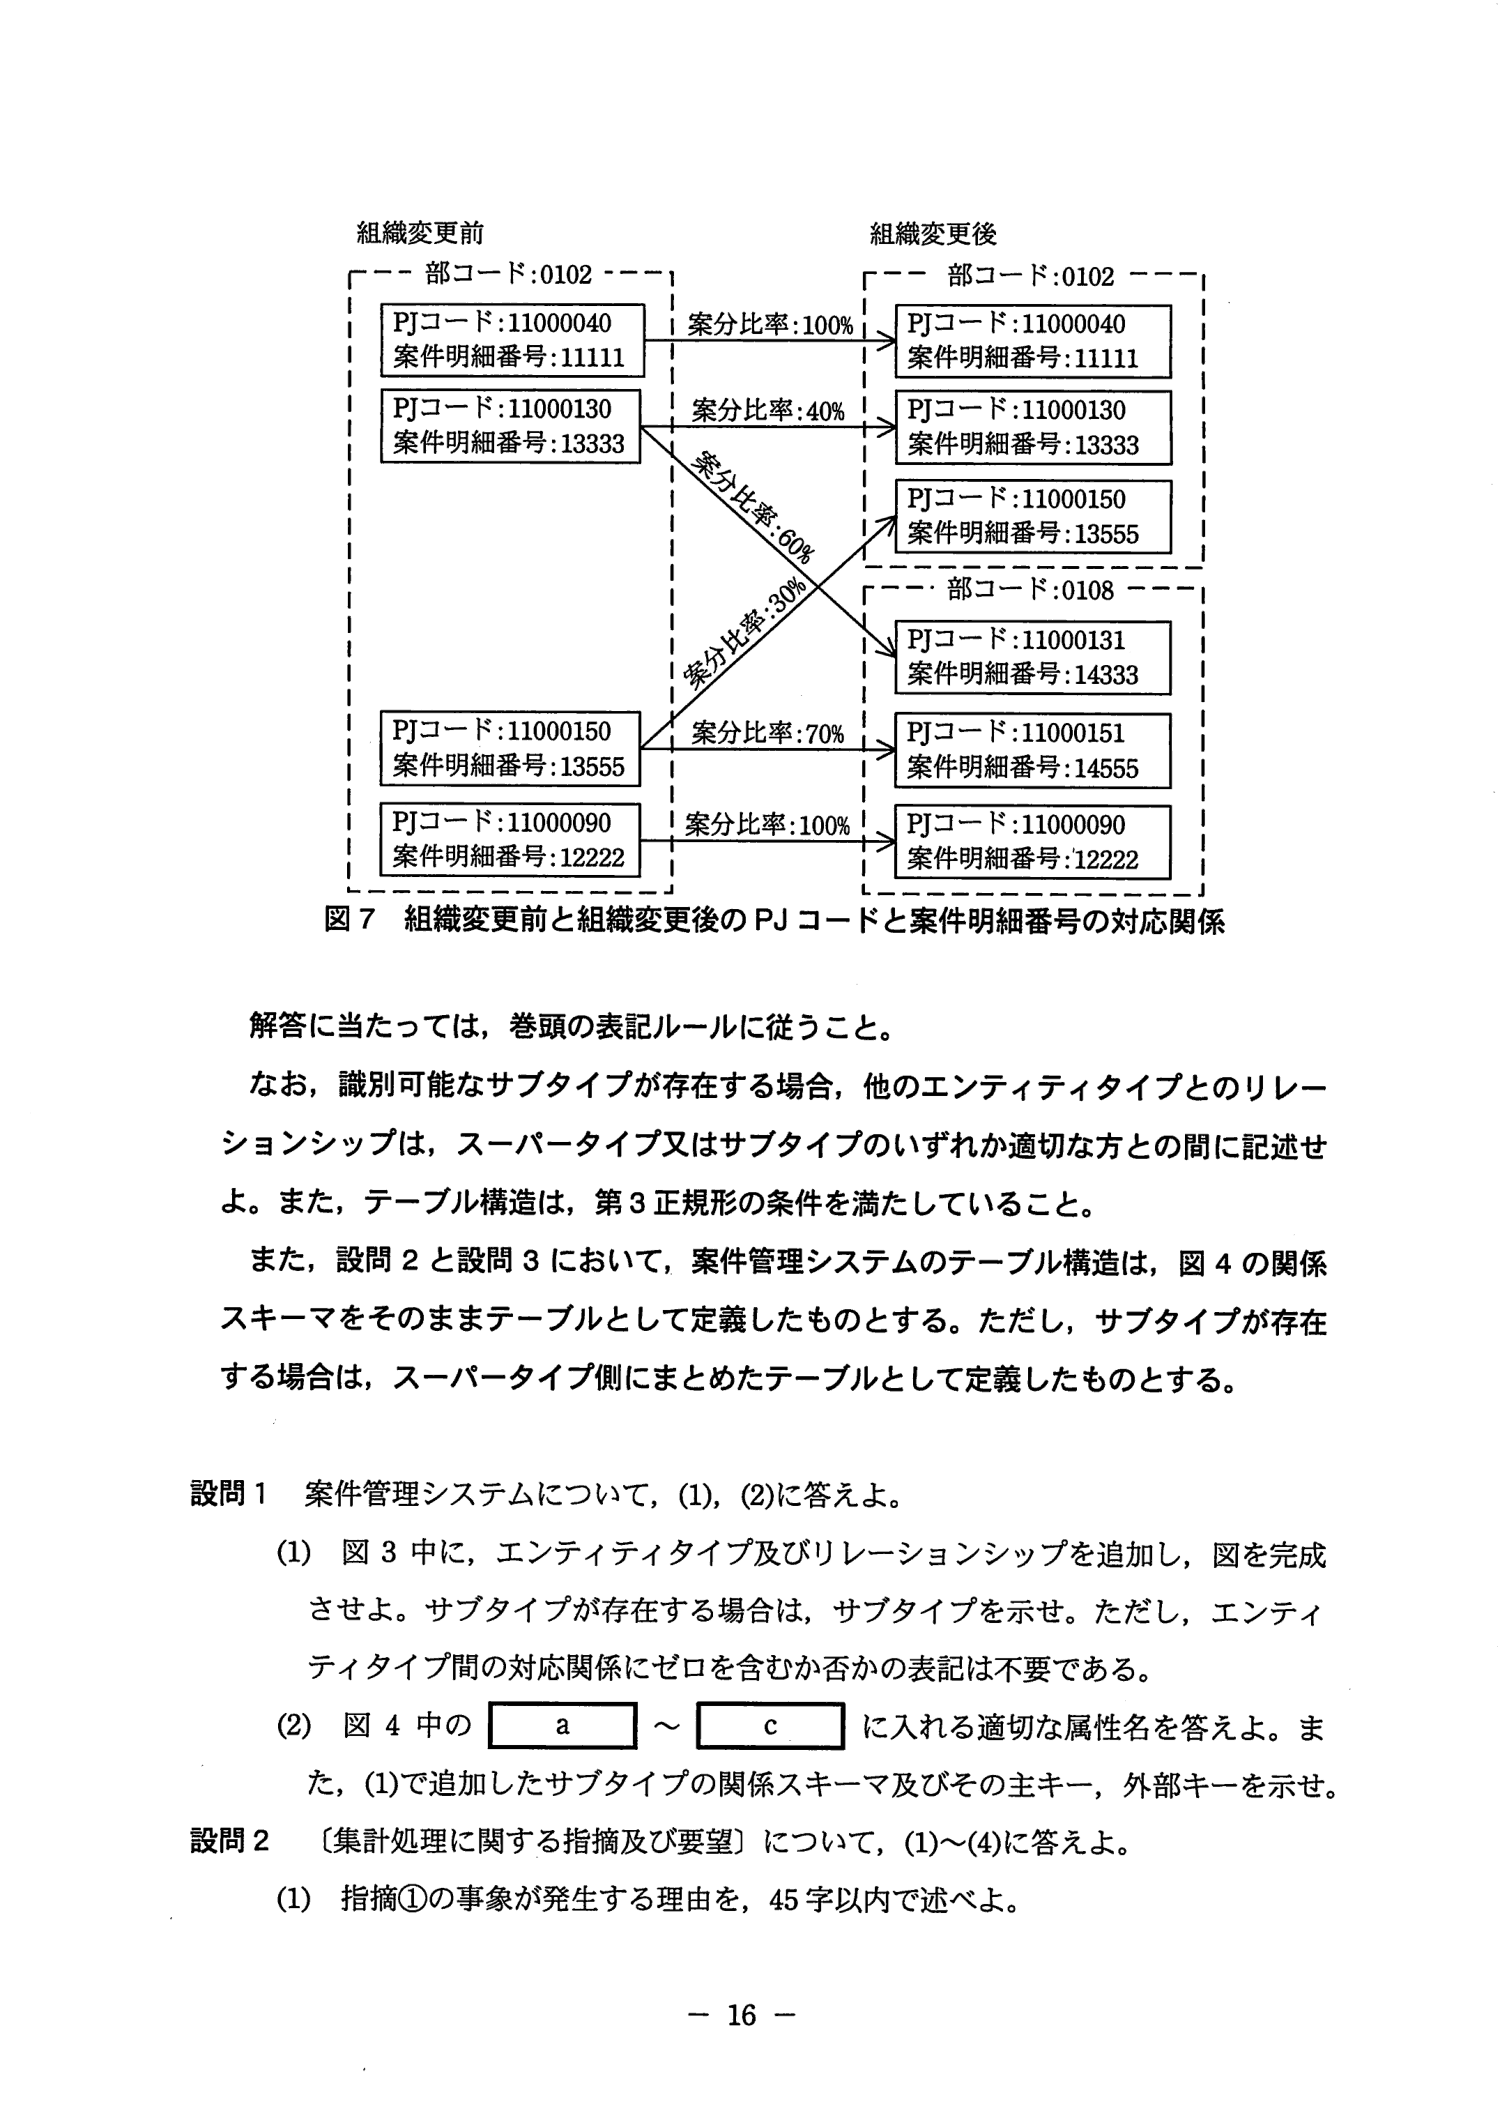 組織変更前
組織変更後
部コード:0102
部コード:0102
PJコード:11000040
案件明細番号:11111
案分比率:100%
PJコード:11000040
案件明細番号:11111
PJコード:11000130
案件明細番号:13333
案分比率:40%
PJコード:11000130
案件明細番号:13333
案分比率:60%
PJコード:11000150
案件明細番号:13555
部コード:0108
案分比率:30%
PJコード:11000131
案件明細番号:14333
PJコード:11000150
案件明細番号:13555
案分比率:70%
PJコード:11000151
案件明細番号:14555
PJコード:11000090
案件明細番号:12222
案分比率:100%
PJコード:11000090
案件明細番号:12222
図7 組織変更前と組織変更後の PJ コードと案件明細番号の対応関係
解答に当たっては，巻頭の表記ルールに従うこと。
なお，識別可能なサブタイプが存在する場合，他のエンティティタイプとのリレー
ションシップは，スーパータイプ又はサブタイプのいずれか適切な方との間に記述せ
よ。また，テーブル構造は，第3正規形の条件を満たしていること。
また，設問2と設問3において，案件管理システムのテーブル構造は，図4の関係
スキーマをそのままテーブルとして定義したものとする。ただし，サブタイプが存在
する場合は，スーパータイプ側にまとめたテーブルとして定義したものとする。
設問1 案件管理システムについて，(1)，(2)に答えよ。
(1) 図3中に，エンティティタイプ及びリレーションシップを追加し，図を完成
させよ。サブタイプが存在する場合は，サブタイプを示せ。ただし，エンティ
ティタイプ間の対応関係にゼロを含むか否かの表記は不要である。
(2) 図4中の a ～ c に入れる適切な属性名を答えよ。ま
た，(1)で追加したサブタイプの関係スキーマ及びその主キー，外部キーを示せ。
設問2 〔集計処理に関する指摘及び要望〕について，(1)～(4)に答えよ。
(1) 指摘①の事象が発生する理由を，45字以内で述べよ。
－ 16 －